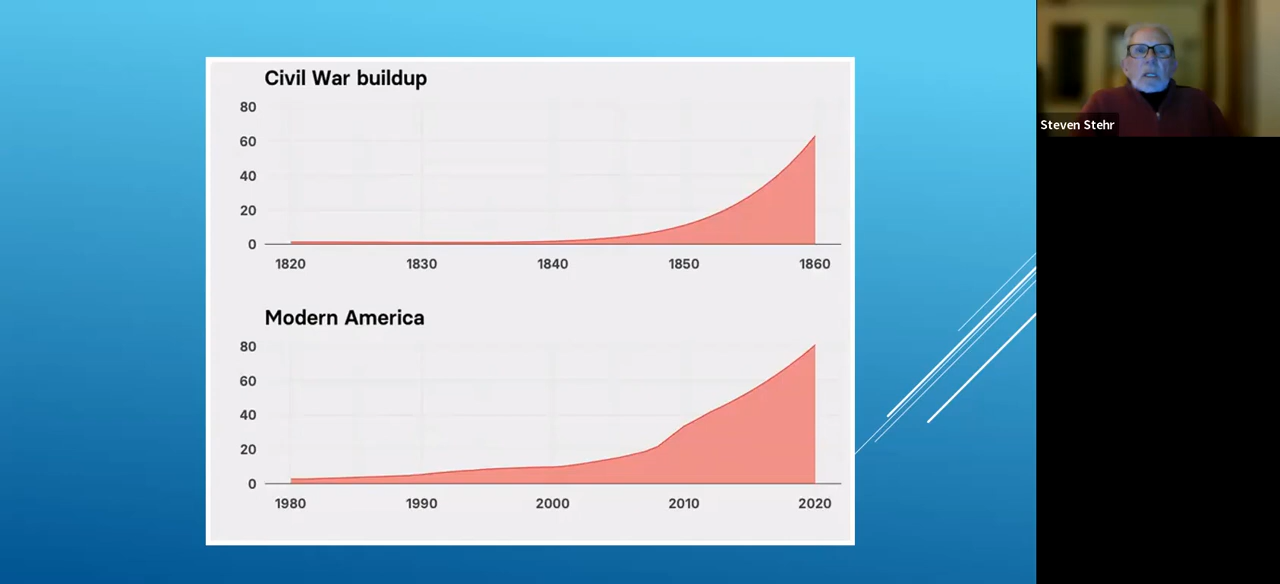 Civil War buildup
80
60
40
20
0
1820 1830 1840 1850 1860
Modern America
80
60
40
20
0
1980 1990 2000 2010 2020
Steven Stehr